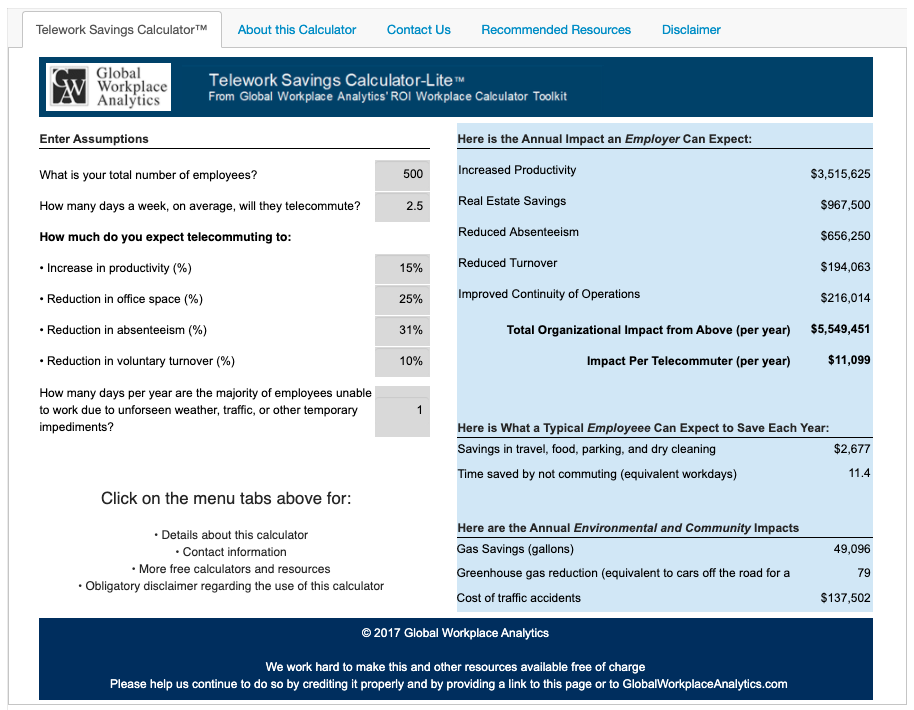 Telework Savings Calculator™ About this Calculator Contact Us Recommended Resources Disclaimer
GWA
Global
Workplace
Analytics
Telework Savings Calculator-Lite™
From Global Workplace Analytics' ROI Workplace Calculator Toolkit
Enter Assumptions
What is your total number of employees? 500
How many days a week, on average, will they telecommute? 2.5
How much do you expect telecommuting to:
• Increase in productivity (%) 15%
• Reduction in office space (%) 25%
• Reduction in absenteeism (%) 31%
• Reduction in voluntary turnover (%) 10%
How many days per year are the majority of employees unable
to work due to unforseen weather, traffic, or other temporary 1
impediments?
Click on the menu tabs above for:
• Details about this calculator
• Contact information
• More free calculators and resources
• Obligatory disclaimer regarding the use of this calculator
Here is the Annual Impact an Employer Can Expect:
Increased Productivity $3,515,625
Real Estate Savings $967,500
Reduced Absenteeism $656,250
Reduced Turnover $194,063
Improved Continuity of Operations $216,014
Total Organizational Impact from Above (per year) $5,549,451
Impact Per Telecommuter (per year) $11,099
Here is What a Typical Employeee Can Expect to Save Each Year:
Savings in travel, food, parking, and dry cleaning $2,677
Time saved by not commuting (equivalent workdays) 11.4
Here are the Annual Environmental and Community Impacts
Gas Savings (gallons) 49,096
Greenhouse gas reduction (equivalent to cars off the road for a 79
Cost of traffic accidents $137,502
© 2017 Global Workplace Analytics
We work hard to make this and other resources available free of charge
Please help us continue to do so by crediting it properly and by providing a link to this page or to GlobalWorkplaceAnalytics.com